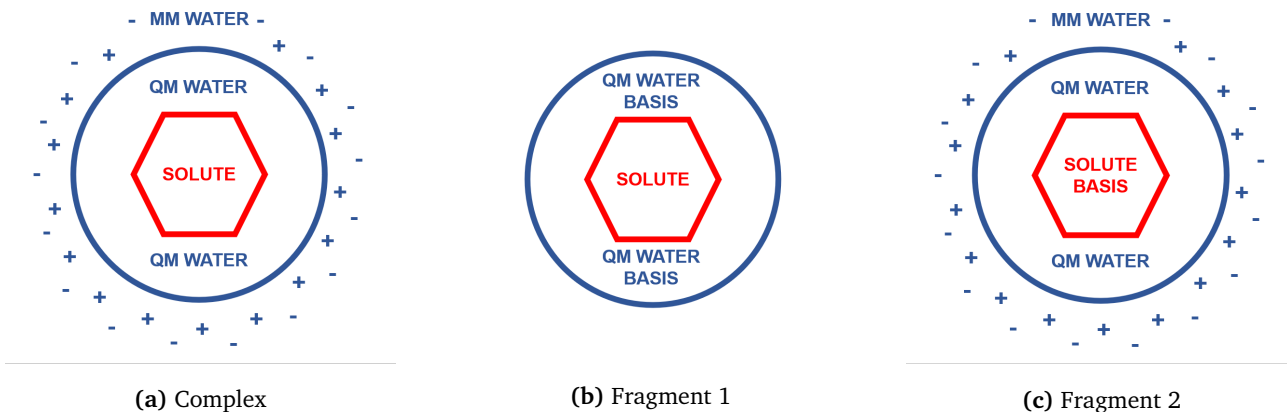 - MM WATER -
QM WATER
SOLUTE
QM WATER
(a) Complex
QM WATER
BASIS
SOLUTE
QM WATER
BASIS
(b) Fragment 1
- MM WATER -
QM WATER
SOLUTE
BASIS
QM WATER
(c) Fragment 2